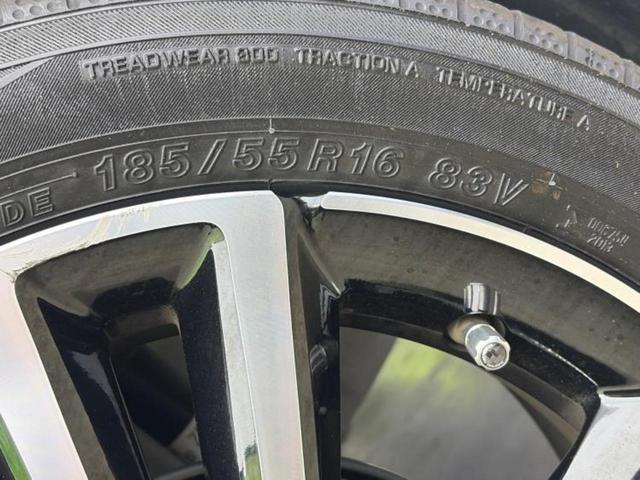 TREADWEAR 300 TRACTION A TEMPERATURE A
DE 185/55R16 83V